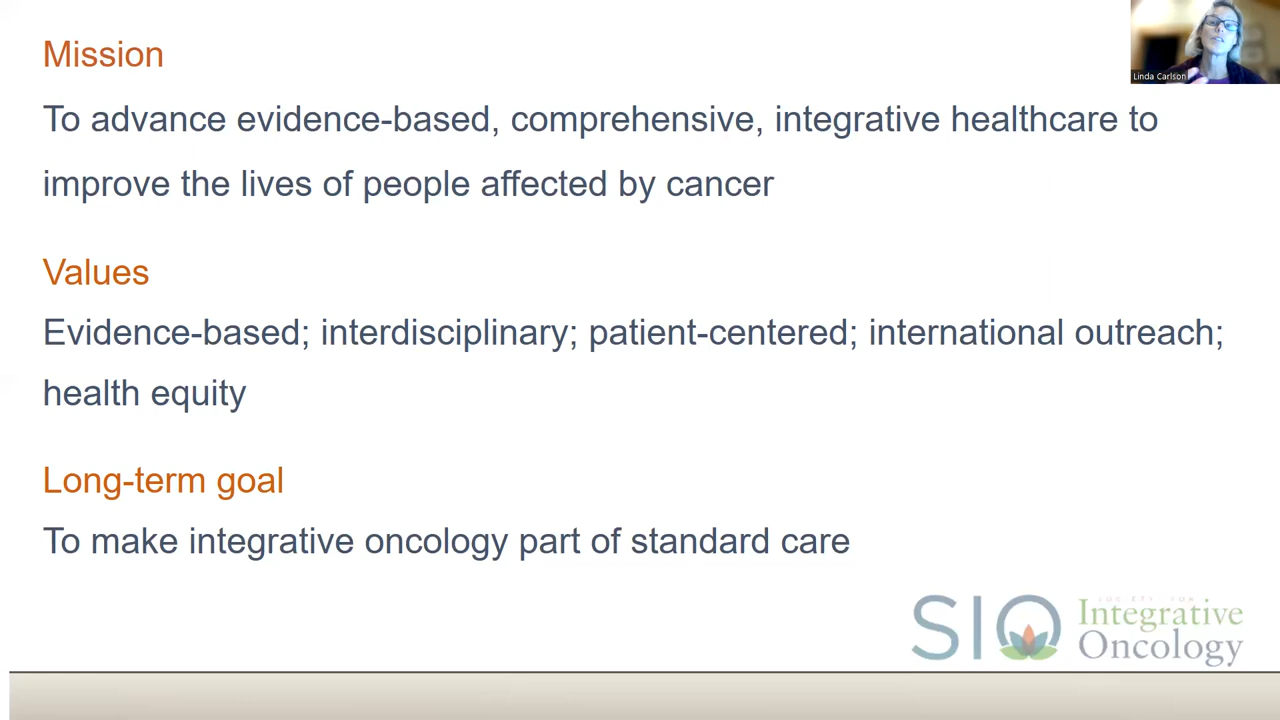 Mission
To advance evidence-based, comprehensive, integrative healthcare to
improve the lives of people affected by cancer
Values
Evidence-based; interdisciplinary; patient-centered; international outreach;
health equity
Long-term goal
To make integrative oncology part of standard care
Linda Carlson
SIO
SOCIETY FOR
Integrative
Oncology